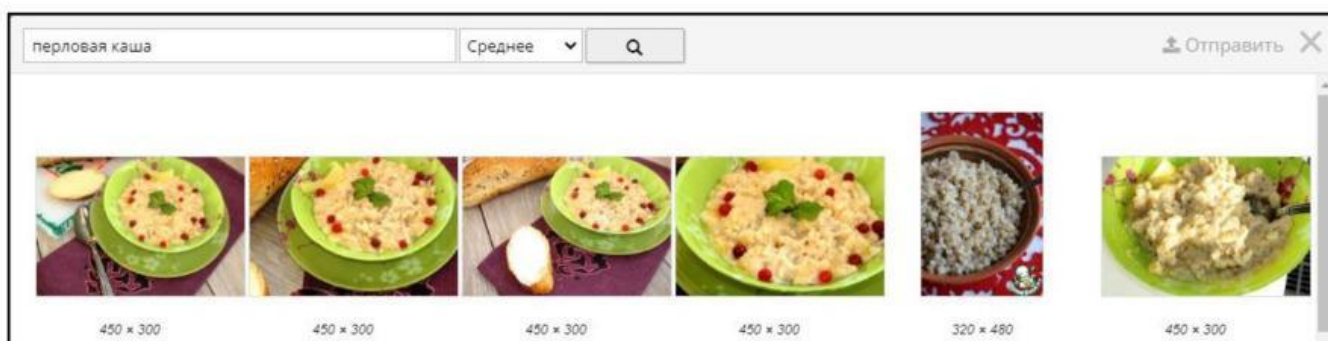 перловая каша Среднее Отправить
450 × 300 450 × 300 450 × 300 450 × 300 320 × 480 450 × 300